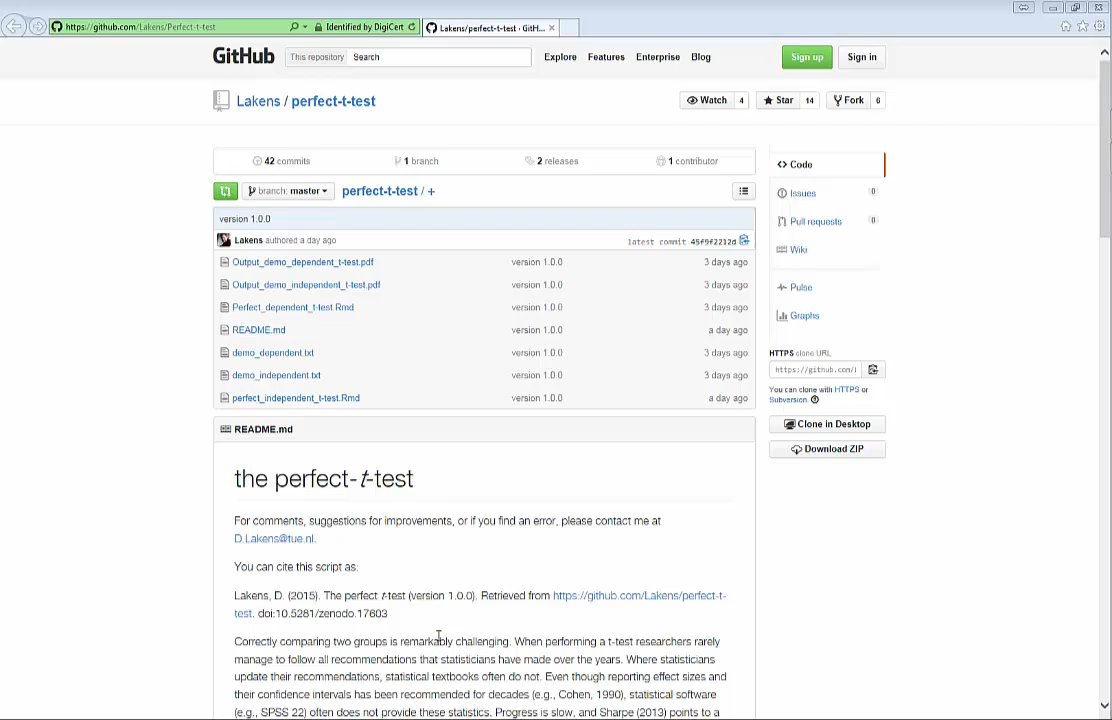 https://github.com/Lakens/Perfect-t-test
Identified by DigiCert
Lakens/perfect-t-test · GitH...
GitHub
This repository
Search
Explore
Features
Enterprise
Blog
Sign up
Sign in
Lakens / perfect-t-test
Watch 4
Star 14
Fork 6
42 commits
1 branch
2 releases
1 contributor
branch: master
perfect-t-test / +
version 1.0.0
Lakens authored a day ago
latest commit 45f9f2212d
Output_demo_dependent_t-test.pdf version 1.0.0 3 days ago
Output_demo_independent_t-test.pdf version 1.0.0 3 days ago
Perfect_dependent_t-test.Rmd version 1.0.0 3 days ago
README.md version 1.0.0 a day ago
demo_dependent.txt version 1.0.0 3 days ago
demo_independent.txt version 1.0.0 3 days ago
perfect_independent_t-test.Rmd version 1.0.0 a day ago
README.md
the perfect-t-test
For comments, suggestions for improvements, or if you find an error, please contact me at
D.Lakens@tue.nl.
You can cite this script as:
Lakens, D. (2015). The perfect t-test (version 1.0.0). Retrieved from https://github.com/Lakens/perfect-t-
test. doi:10.5281/zenodo.17603
Correctly comparing two groups is remarkably challenging. When performing a t-test researchers rarely
manage to follow all recommendations that statisticians have made over the years. Where statisticians
update their recommendations, statistical textbooks often do not. Even though reporting effect sizes and
their confidence intervals has been recommended for decades (e.g., Cohen, 1990), statistical software
(e.g., SPSS 22) often does not provide these statistics. Progress is slow, and Sharpe (2013) points to a
Code
Issues 0
Pull requests 0
Wiki
Pulse
Graphs
HTTPS clone URL
https://github.com/l
You can clone with HTTPS or
Subversion.
Clone in Desktop
Download ZIP